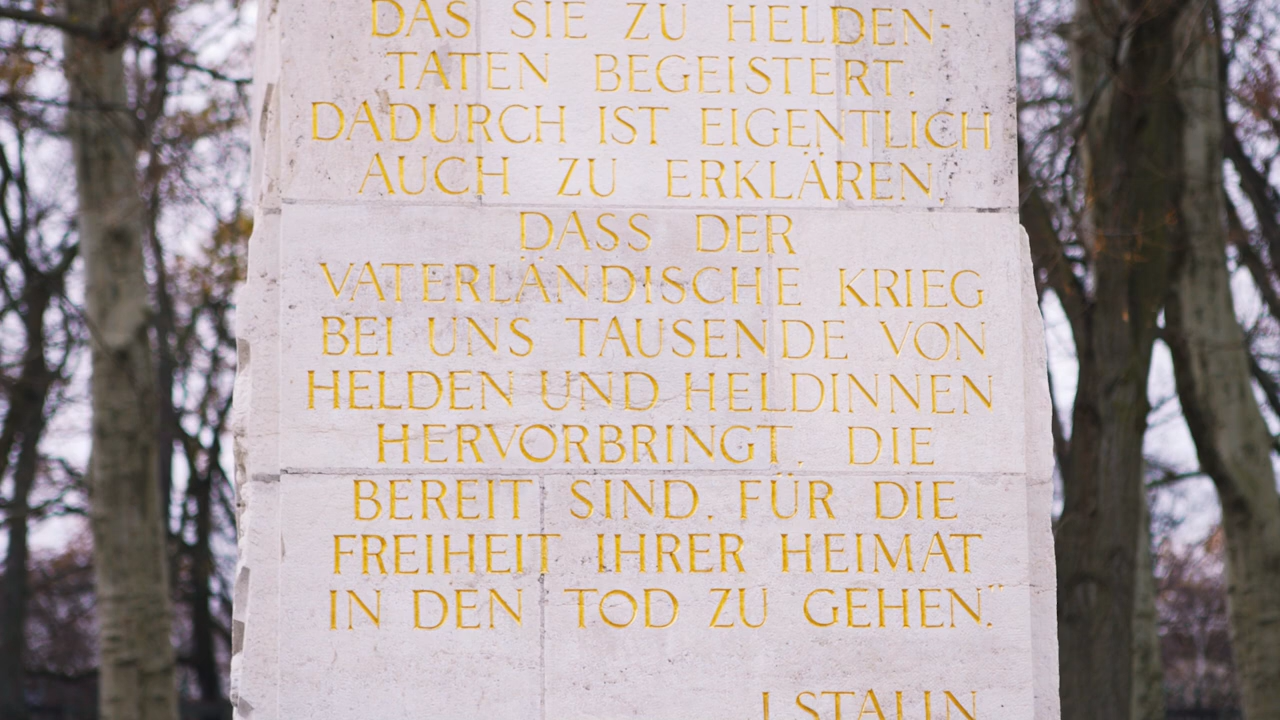 DAS SIE ZU HELDEN-
TATEN BEGEISTERT.
DADURCH IST EIGENTLICH
AUCH ZU ERKLÄREN,
DASS DER
VATERLÄNDISCHE KRIEG
BEI UNS TAUSENDE VON
HELDEN UND HELDINNEN
HERVORBRINGT, DIE
BEREIT SIND, FÜR DIE
FREIHEIT IHRER HEIMAT
IN DEN TOD ZU GEHEN."
J. STALIN